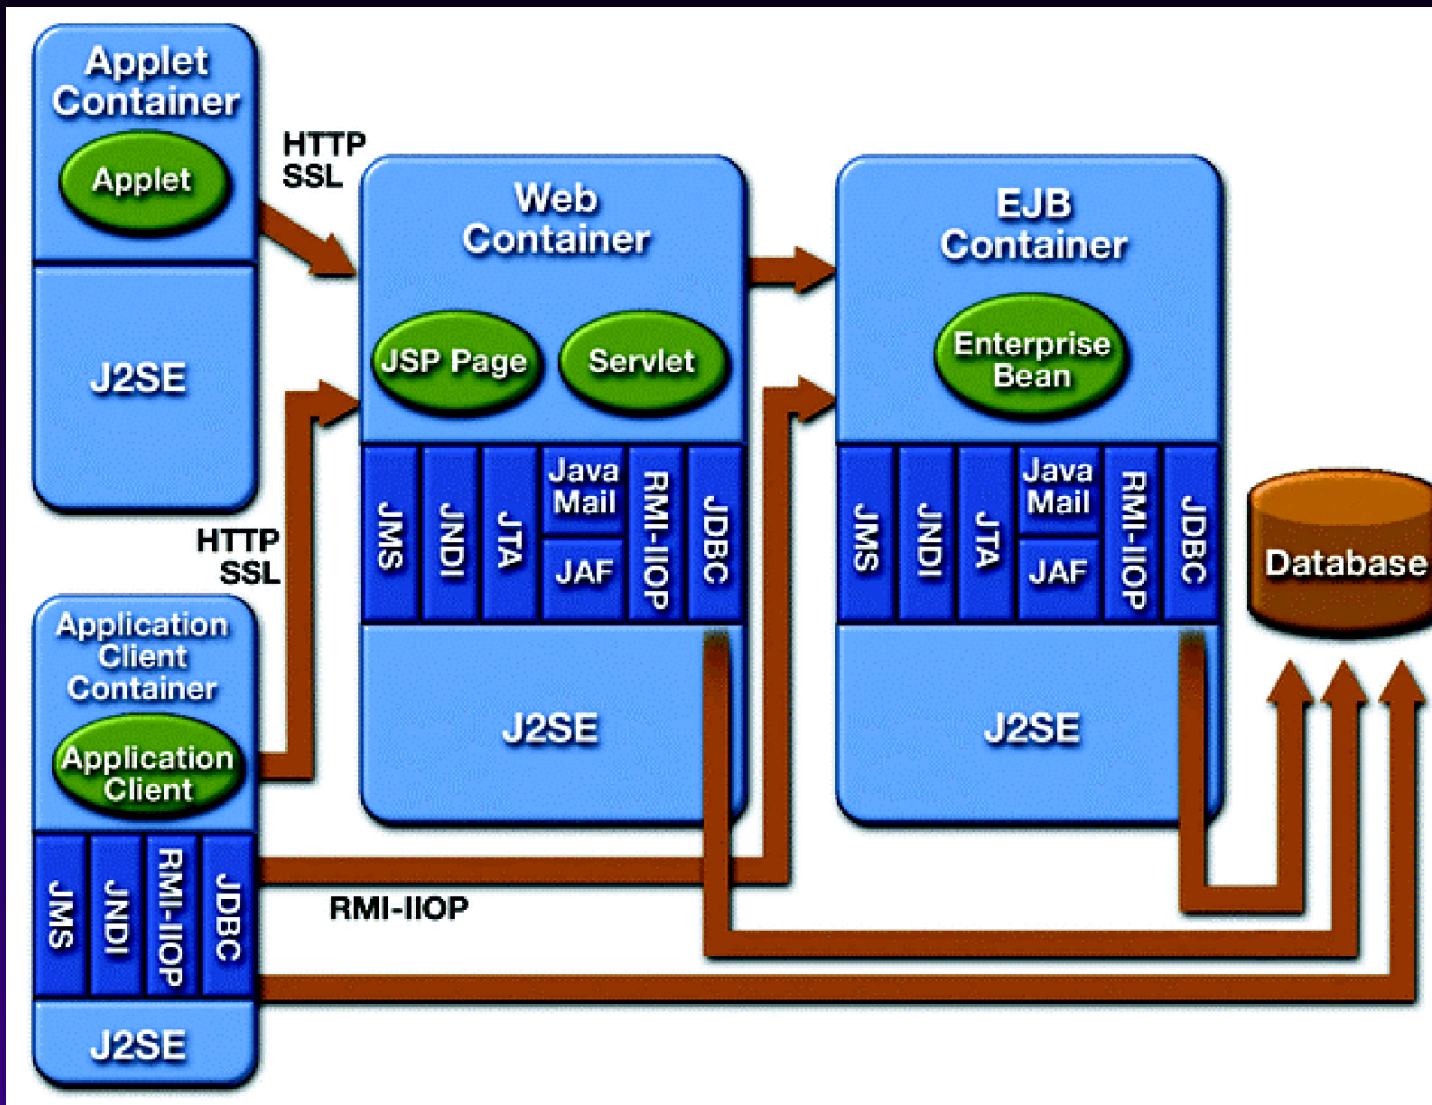 Applet
Container
Applet
J2SE
HTTP
SSL
Web
Container
JSP Page
Servlet
JMS
JNDI
JTA
Java
Mail
JAF
RMI-IIOP
JDBC
J2SE
EJB
Container
Enterprise
Bean
JMS
JNDI
JTA
Java
Mail
JAF
RMI-IIOP
JDBC
J2SE
Database
HTTP
SSL
Application
Client
Container
Application
Client
JMS
JNDI
RMI-IIOP
JDBC
J2SE
RMI-IIOP